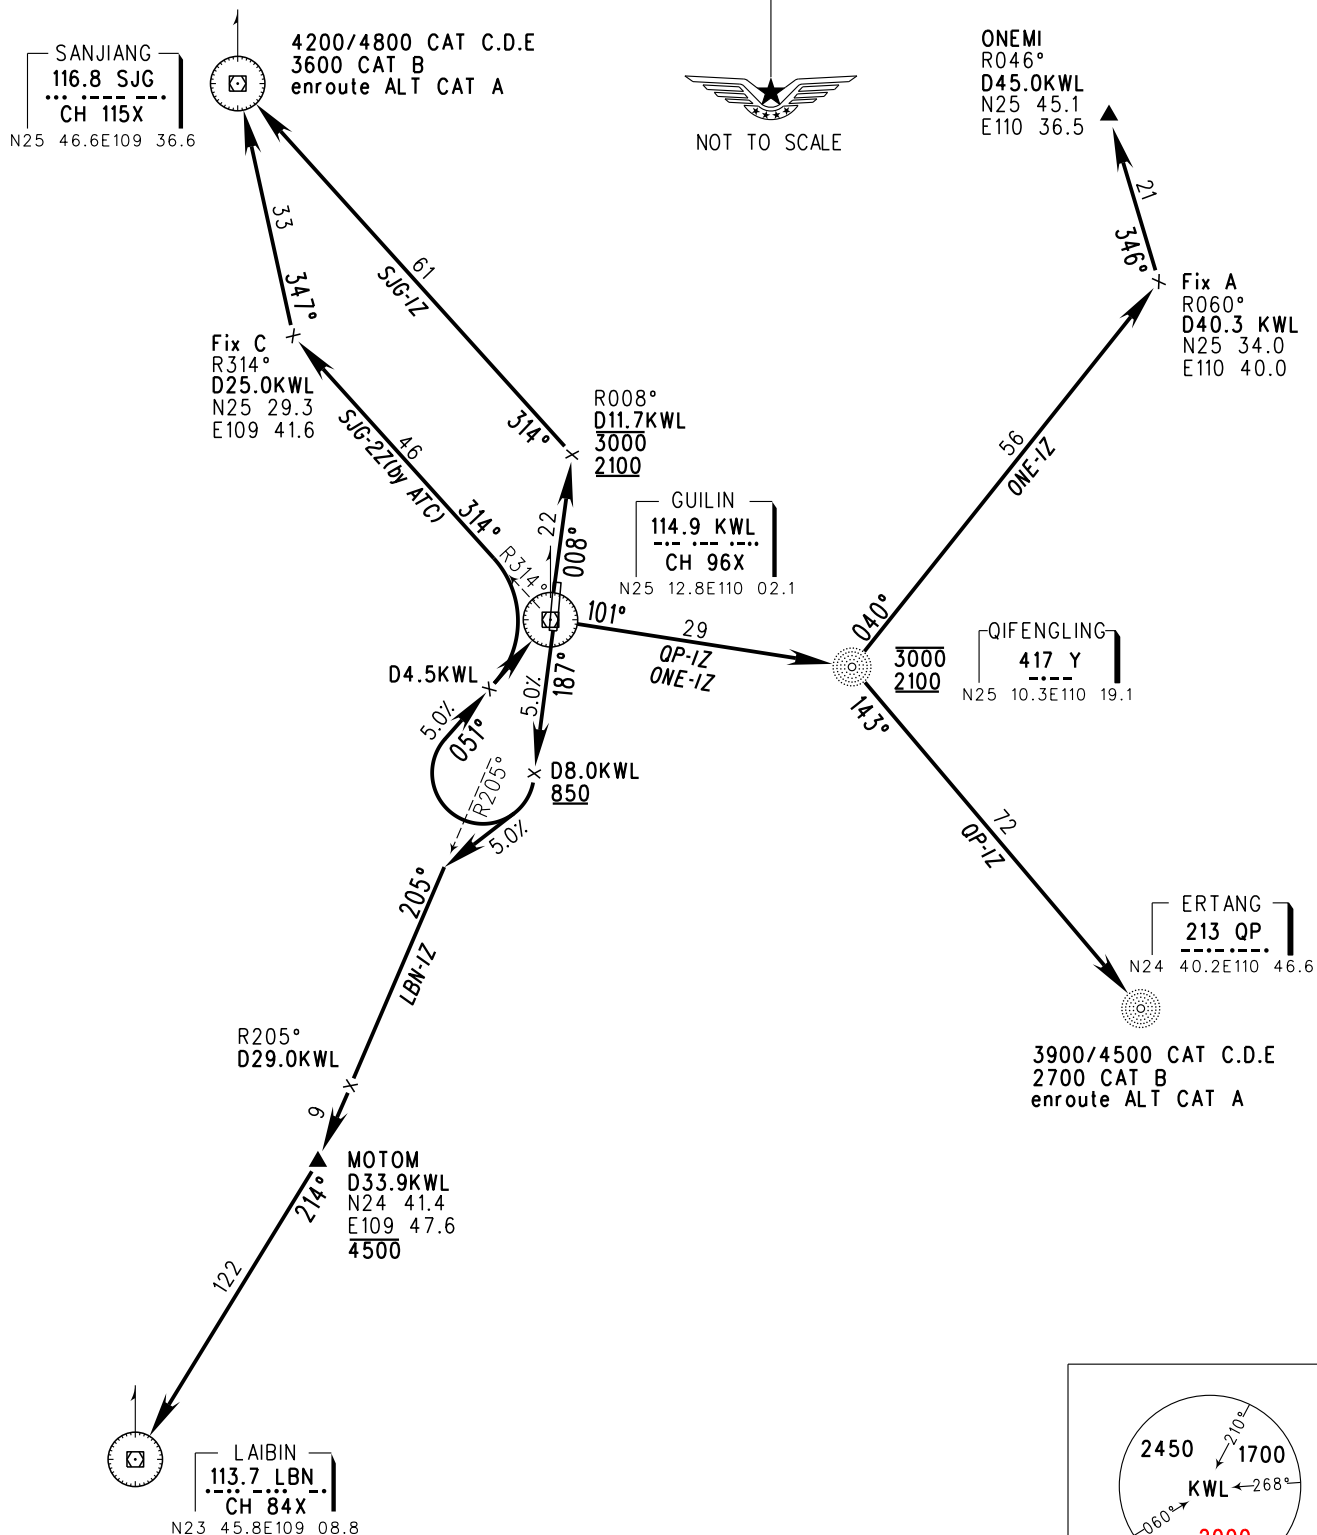 SANJIANG
116.8 SJG
CH 115X
N25 46.6E109 36.6
4200/4800 CAT C.D.E
3600 CAT B
enroute ALT CAT A
NOT TO SCALE
ONEMI
R046°
D45.0KWL
N25 45.1
E110 36.5
21
346°
Fix A
R060°
D40.3 KWL
N25 34.0
E110 40.0
33
347°
61
SJG-1Z
314°
Fix C
R314°
D25.0KWL
N25 29.3
E109 41.6
46
SJG-2Z(by ATC)
314°
R314°
R008°
D11.7KWL
3000
2100
22
008°
GUILIN
114.9 KWL
CH 96X
N25 12.8E110 02.1
56
ONE-1Z
040°
101°
29
QP-1Z
ONE-1Z
3000
2100
QIFENGLING
417 Y
N25 10.3E110 19.1
143°
D4.5KWL
5.0%
051°
5.0%
187°
D8.0KWL
850
R205°
5.0%
72
QP-1Z
205°
LBN-1Z
ERTANG
213 QP
N24 40.2E110 46.6
3900/4500 CAT C.D.E
2700 CAT B
enroute ALT CAT A
R205°
D29.0KWL
9
MOTOM
D33.9KWL
N24 41.4
E109 47.6
4500
214°
122
LAIBIN
113.7 LBN
CH 84X
N23 45.8E109 08.8
2450
210°
1700
KWL
268°
060°